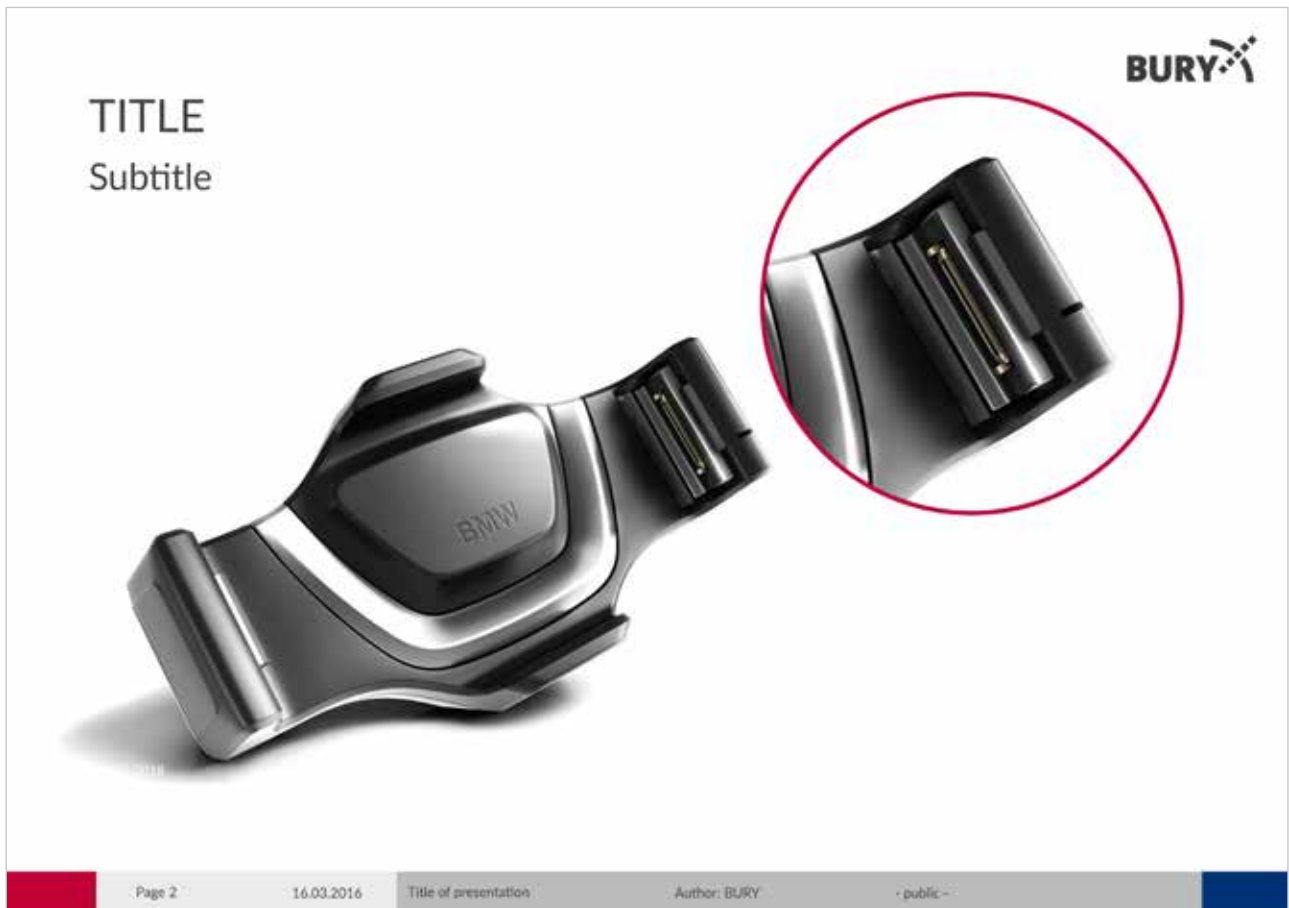 BURY
TITLE
Subtitle
BMW
Page 2
16.03.2016
Title of presentation
Author: BURY
- public -